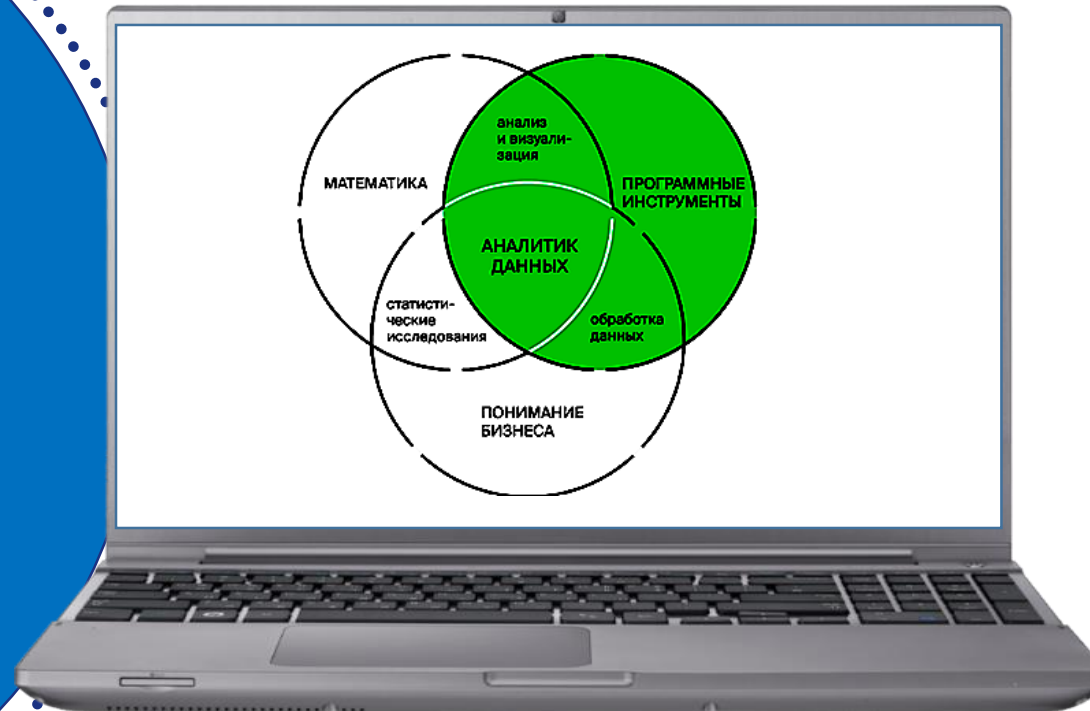 анализ
и визуали-
зация
МАТЕМАТИКА
ПРОГРАММНЫЕ
ИНСТРУМЕНТЫ
АНАЛИТИК
ДАННЫХ
статисти-
ческие
исследования
обработка
данных
ПОНИМАНИЕ
БИЗНЕСА